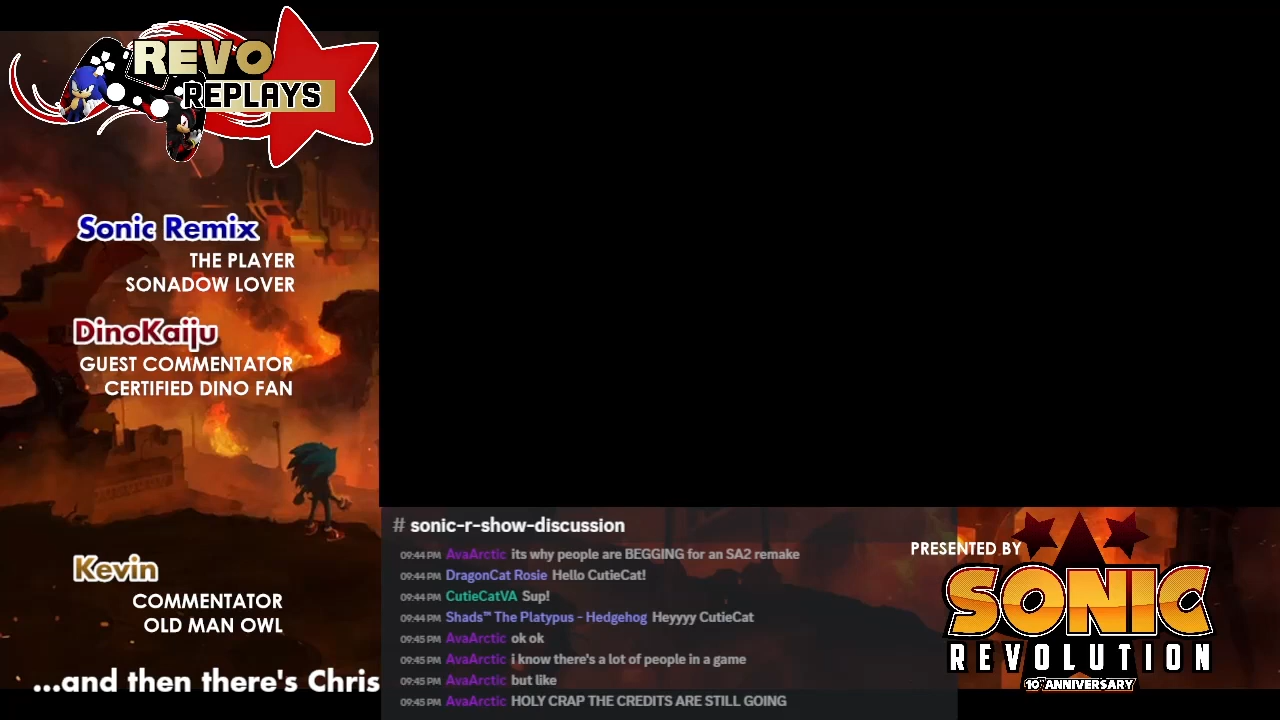 REVO
REPLAYS
Sonic Remix
THE PLAYER
SONADOW LOVER
DinoKaiju
GUEST COMMENTATOR
CERTIFIED DINO FAN
Kevin
COMMENTATOR
OLD MAN OWL
...and then there's Chris
# sonic-r-show-discussion
09:44 PM AvaArctic its why people are BEGGING for an SA2 remake
09:44 PM DragonCat Rosie Hello CutieCat!
09:44 PM CutieCatVA Sup!
09:44 PM Shads™ The Platypus - Hedgehog Heyyyy CutieCat
09:45 PM AvaArctic ok ok
09:45 PM AvaArctic i know there's a lot of people in a game
09:45 PM AvaArctic but like
09:45 PM AvaArctic HOLY CRAP THE CREDITS ARE STILL GOING
PRESENTED BY
SONIC
REVOLUTION
10TH ANNIVERSARY